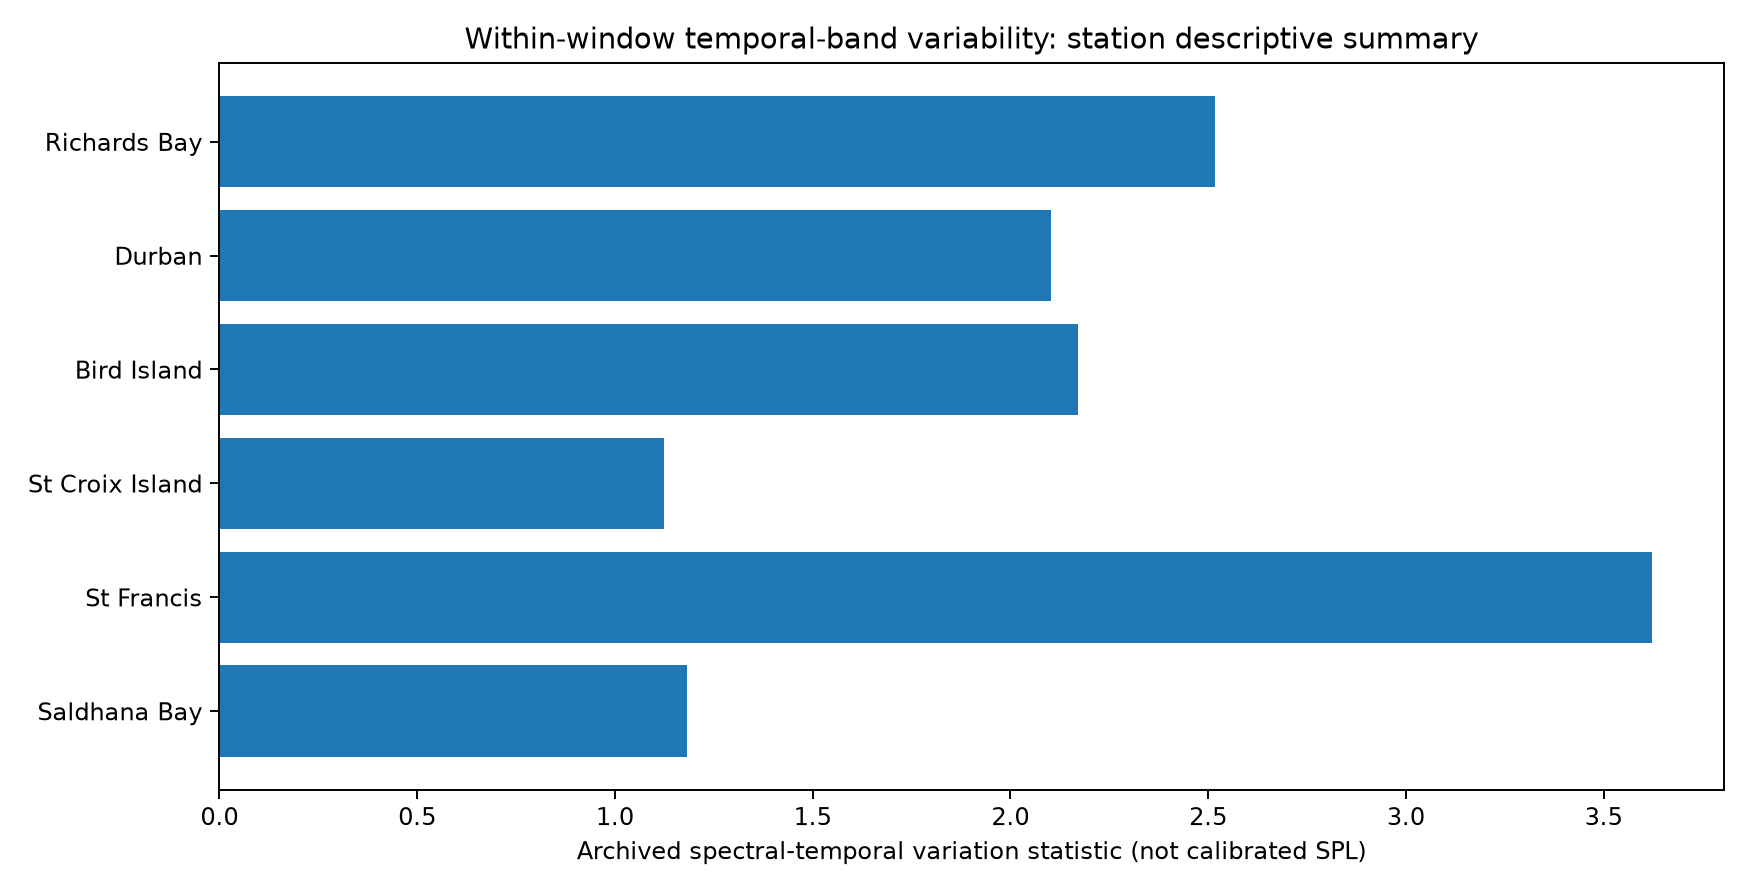 Within-window temporal-band variability: station descriptive summary
Richards Bay
Durban
Bird Island
St Croix Island
St Francis
Saldhana Bay
0.0 0.5 1.0 1.5 2.0 2.5 3.0 3.5
Archived spectral-temporal variation statistic (not calibrated SPL)